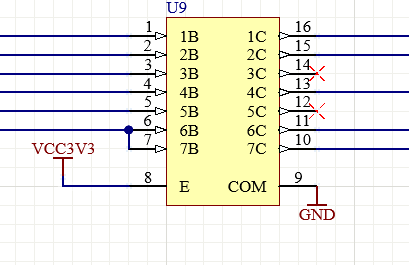 U9
1 1B 1C 16
2 2B 2C 15
3 3B 3C 14
4 4B 4C 13
5 5B 5C 12
6 6B 6C 11
7 7B 7C 10
VCC3V3
8 E COM 9
GND